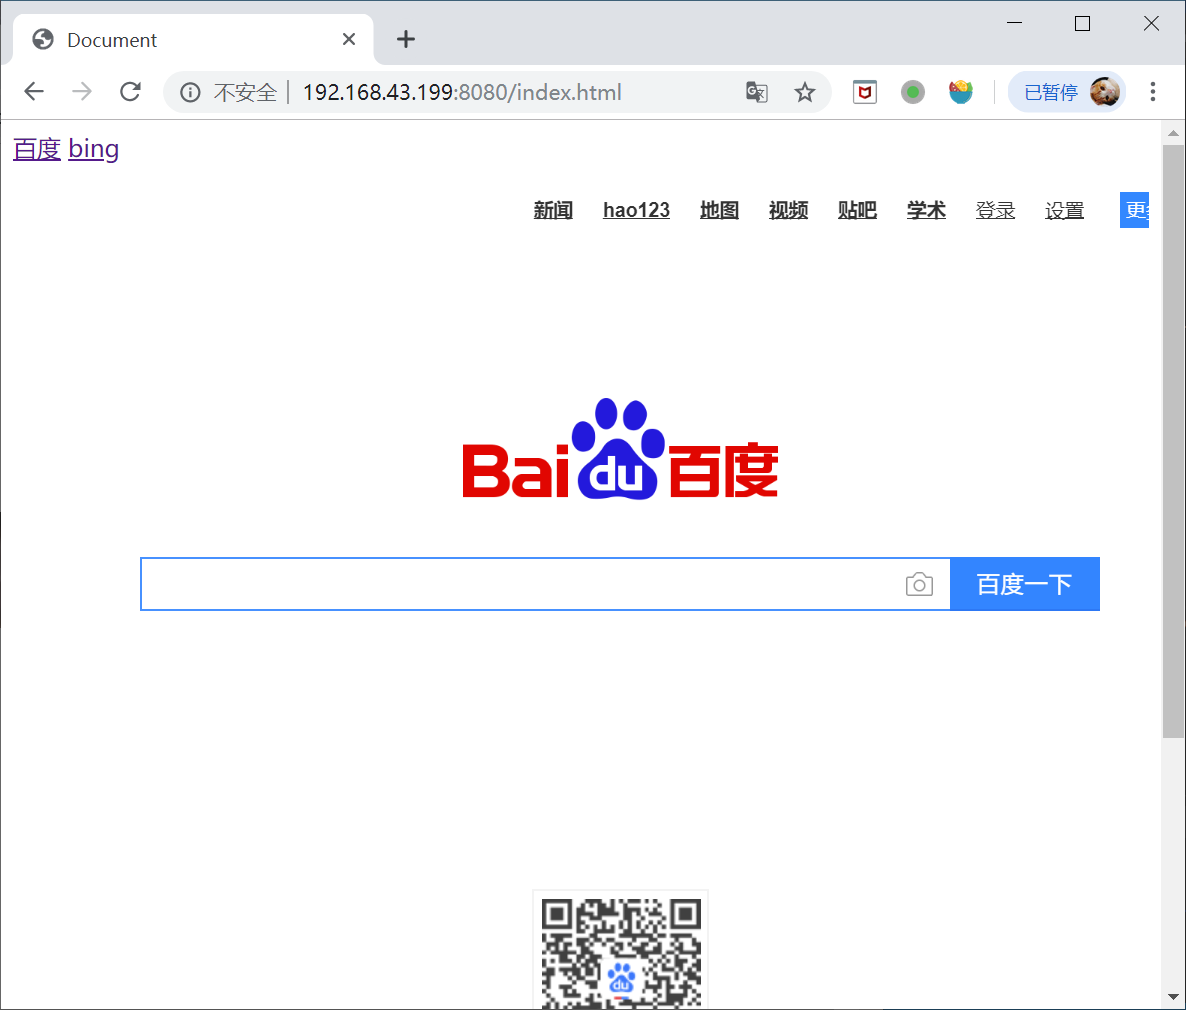 Document
不安全 192.168.43.199:8080/index.html 已暂停
百度 bing
新闻 hao123 地图 视频 贴吧 学术 登录 设置 更
Bai du 百度
百度一下
du